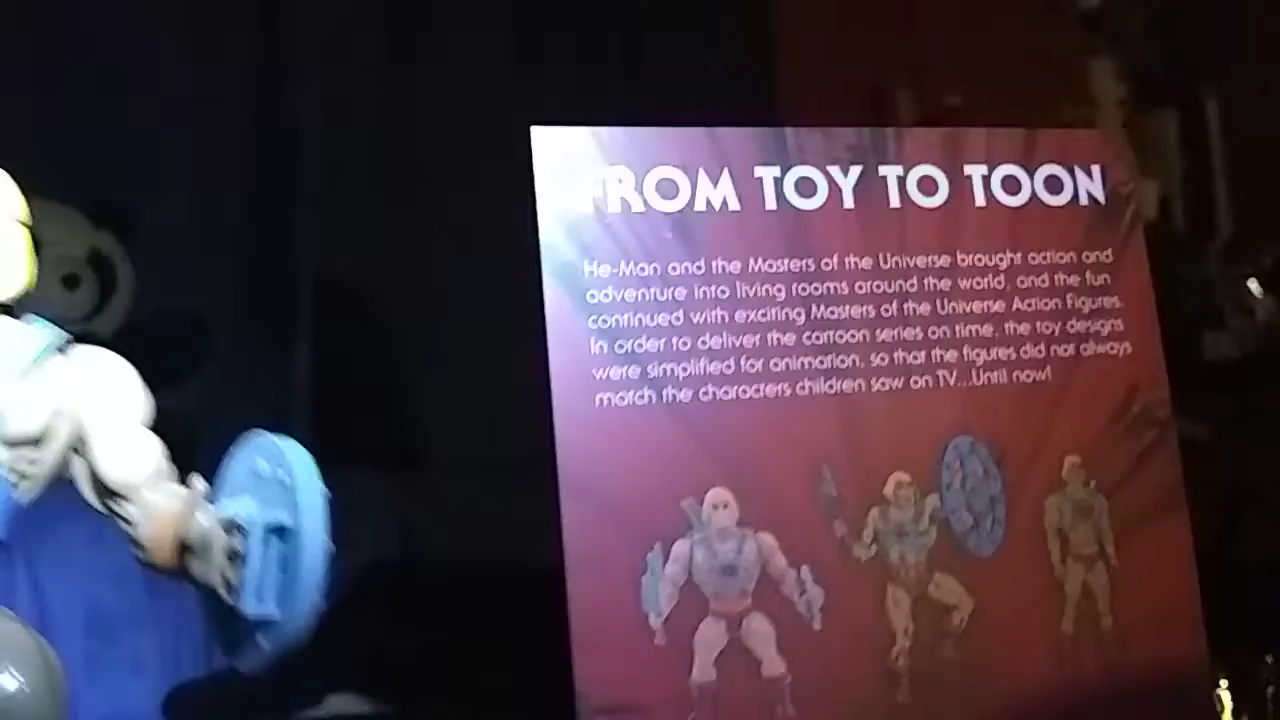 FROM TOY TO TOON
He-Man and the Masters of the Universe brought action and
adventure into living rooms around the world, and the fun
continued with exciting Masters of the Universe Action Figures.
In order to deliver the cartoon series on time, the toy designs
were simplified for animation, so that the figures did not always
match the characters children saw on TV...Until now!